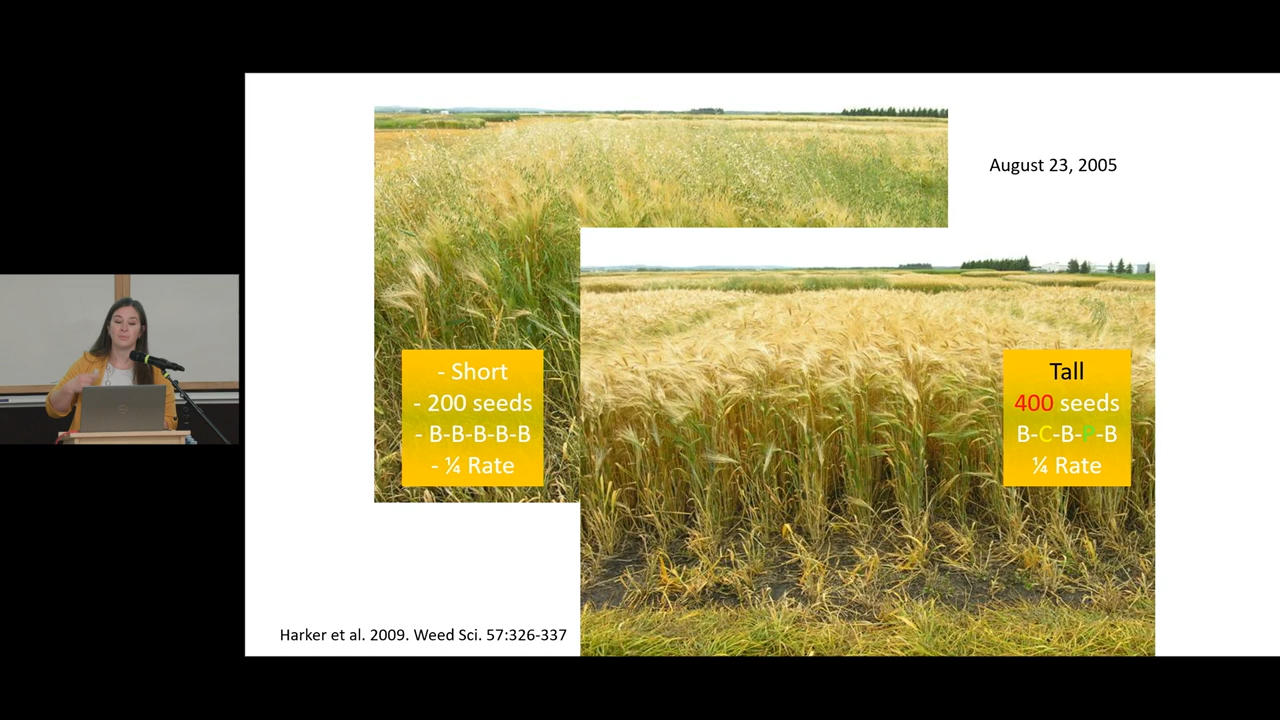 August 23, 2005
- Short
- 200 seeds
- B-B-B-B-B
- ¼ Rate
Tall
400 seeds
B-C-B-P-B
¼ Rate
Harker et al. 2009. Weed Sci. 57:326-337